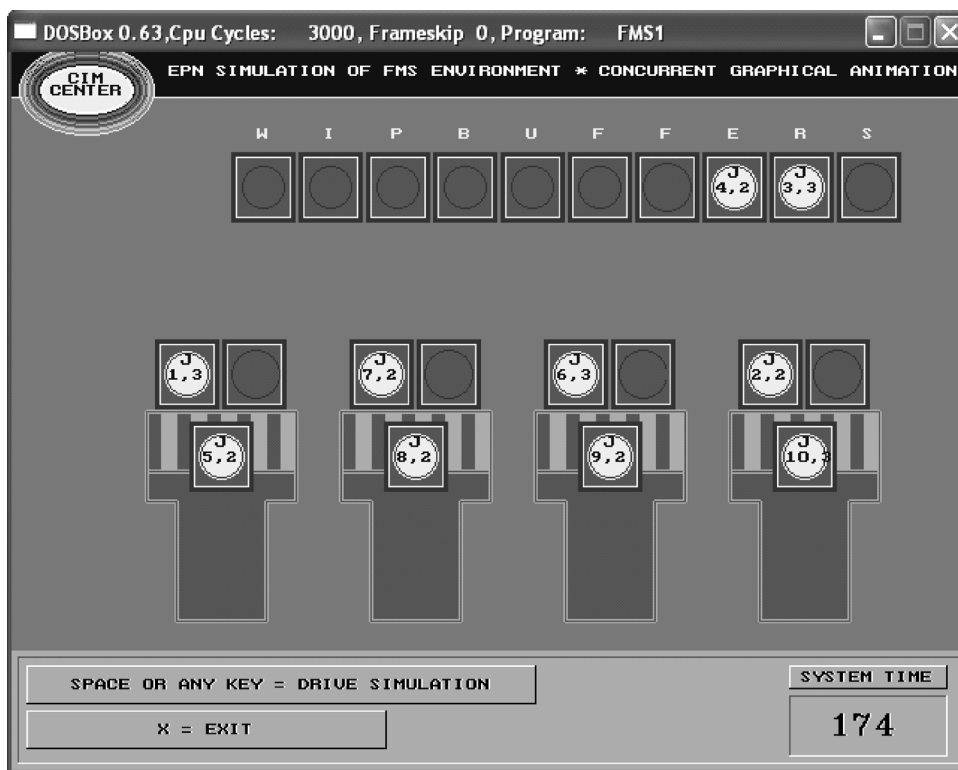 DOSBox 0.63,Cpu Cycles: 3000, Frameskip 0, Program: FMS1
CIM
CENTER
EPN SIMULATION OF FMS ENVIRONMENT * CONCURRENT GRAPHICAL ANIMATION
W I P B U F F E R S
J
4,2
J
3,3
J
1,3
J
7,2
J
6,3
J
2,2
J
5,2
J
8,2
J
9,2
J
10,3
SPACE OR ANY KEY = DRIVE SIMULATION
X = EXIT
SYSTEM TIME
174